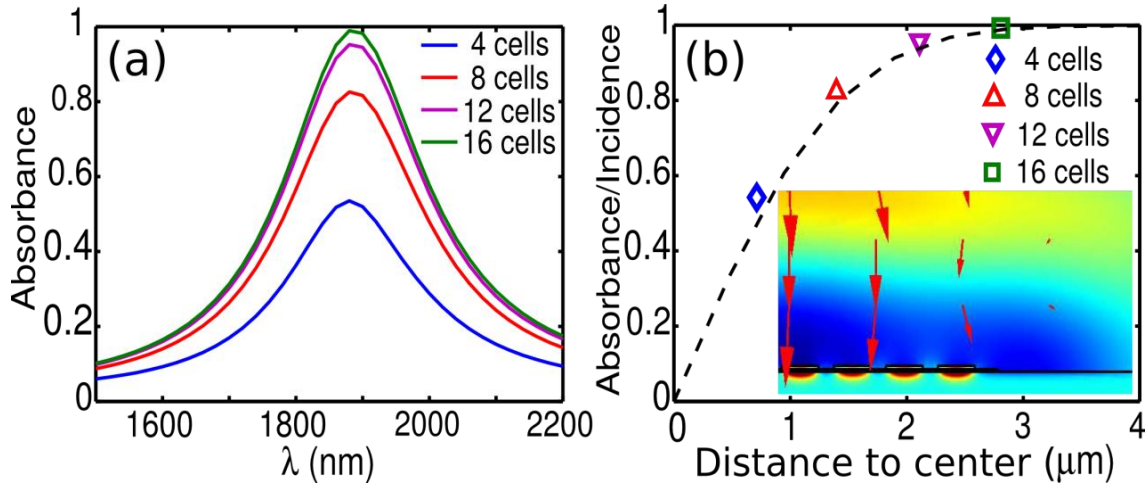 (a)
Absorbance
1
0.8
0.6
0.4
0.2
0
1600
1800
2000
2200
λ (nm)
4 cells
8 cells
12 cells
16 cells
(b)
Absorbance/Incidence
1
0.8
0.6
0.4
0.2
0
0
1
2
3
4
Distance to center (μm)
4 cells
8 cells
12 cells
16 cells